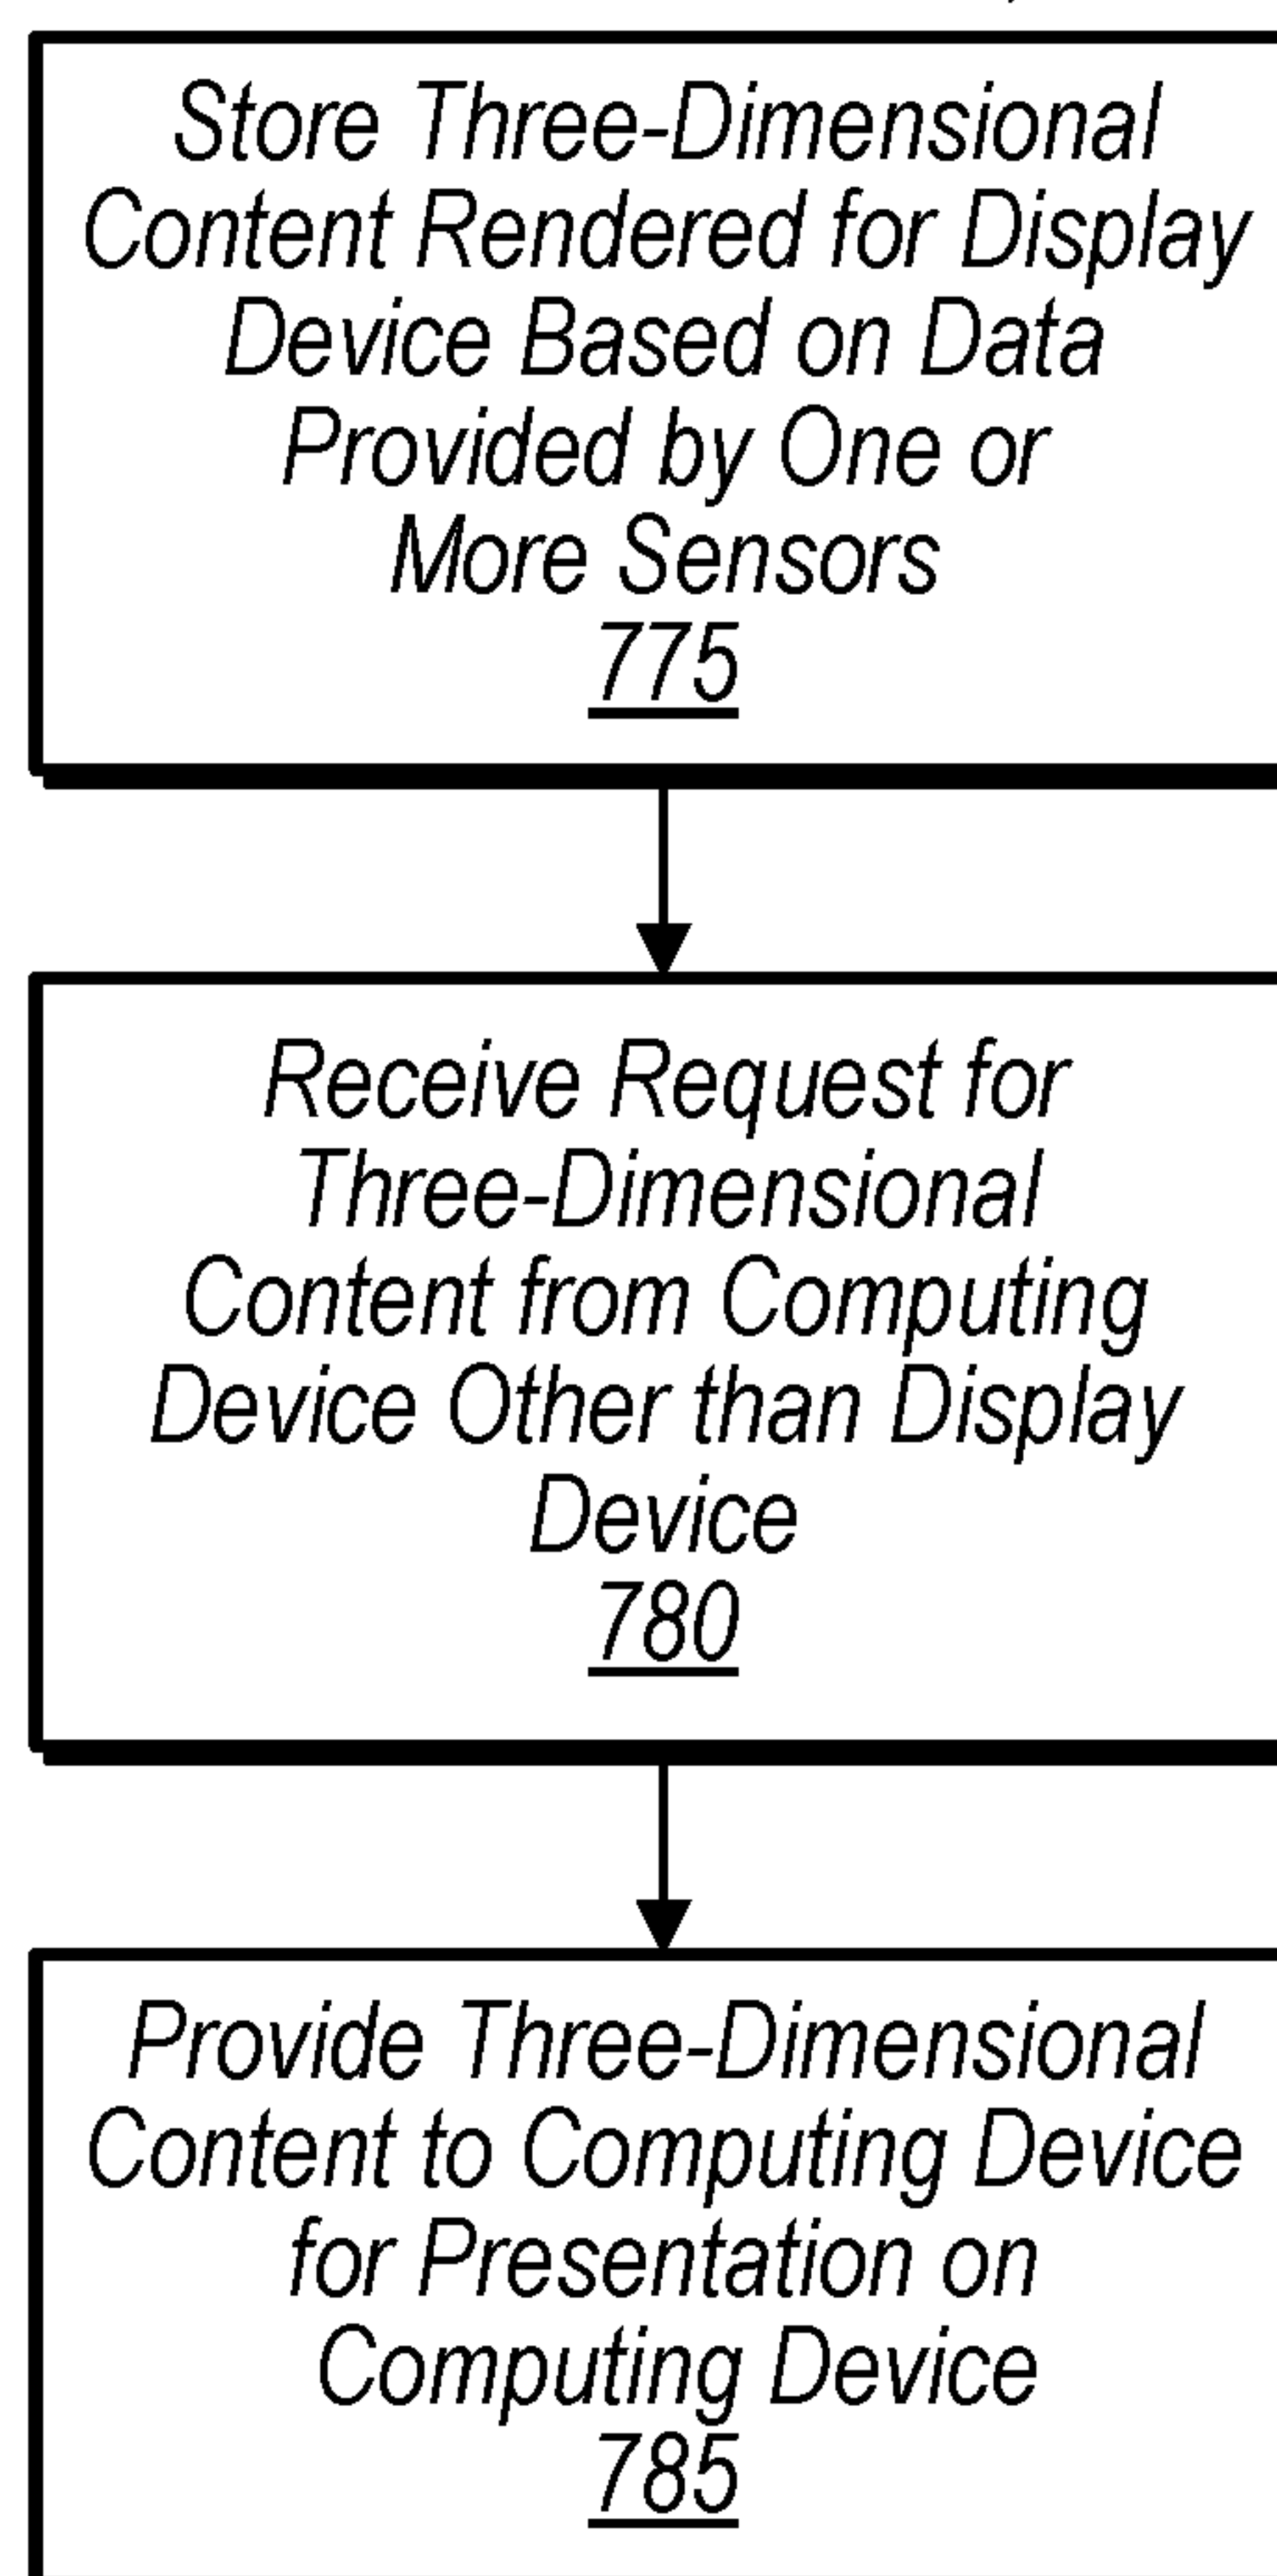 Store Three-Dimensional
Content Rendered for Display
Device Based on Data
Provided by One or
More Sensors
775
Receive Request for
Three-Dimensional
Content from Computing
Device Other than Display
Device
780
Provide Three-Dimensional
Content to Computing Device
for Presentation on
Computing Device
785